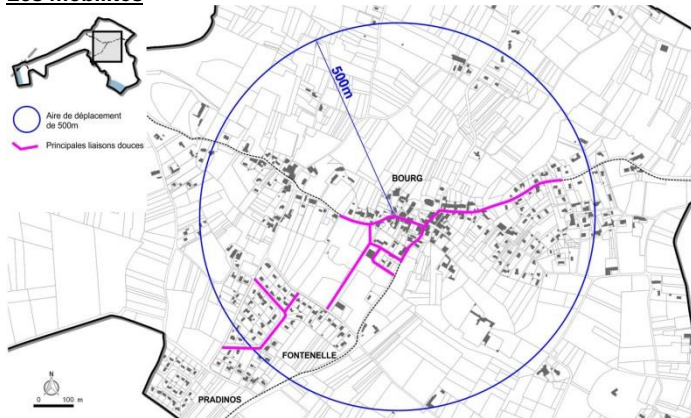 Les mobilités
Aire de déplacement
de 500m
Principales liaisons douces
500m
BOURG
FONTENELLE
PRADINOS
N
0 100 m